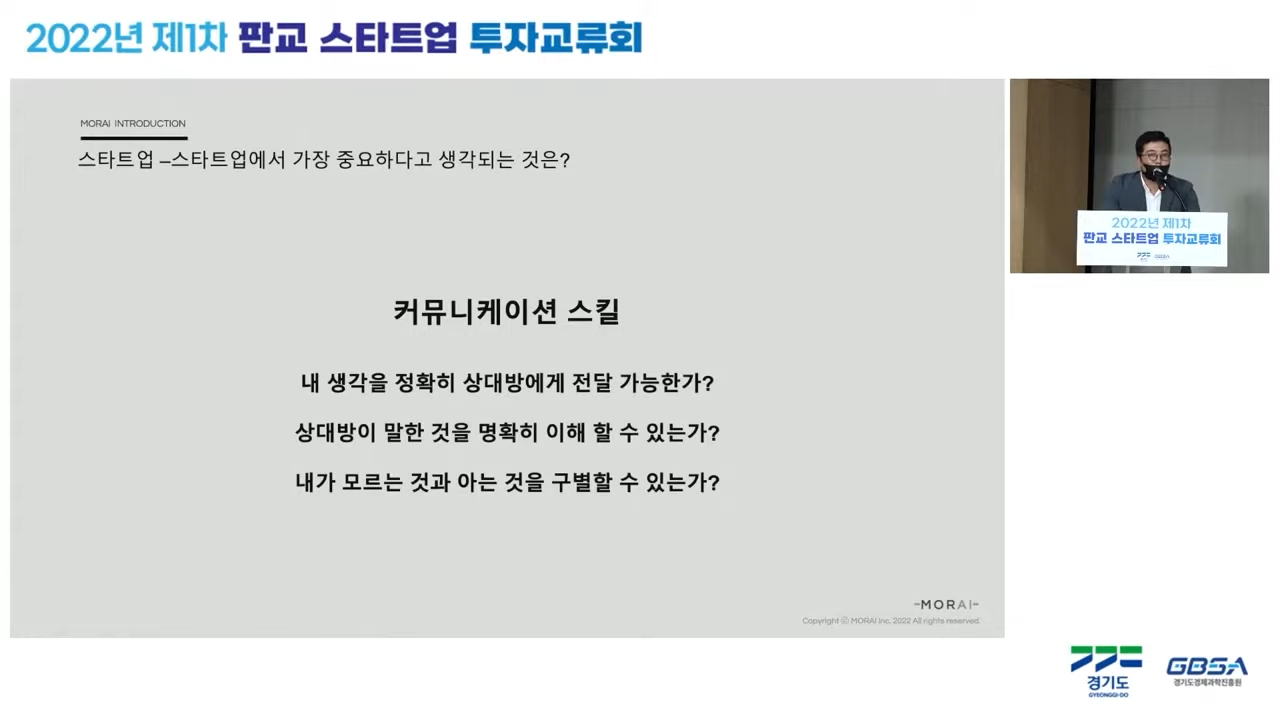 2022년 제1차 판교 스타트업 투자교류회
MORAI INTRODUCTION
스타트업 –스타트업에서 가장 중요하다고 생각되는 것은?
커뮤니케이션 스킬
내 생각을 정확히 상대방에게 전달 가능한가?
상대방이 말한 것을 명확히 이해 할 수 있는가?
내가 모르는 것과 아는 것을 구별할 수 있는가?
MORAI
Copyright ⓒ MORAI Inc. 2022 All rights reserved.
2022년 제1차
판교 스타트업 투자교류회
GBSA
경기도
GYEONGGI-DO
GBSA
경기도경제과학진흥원